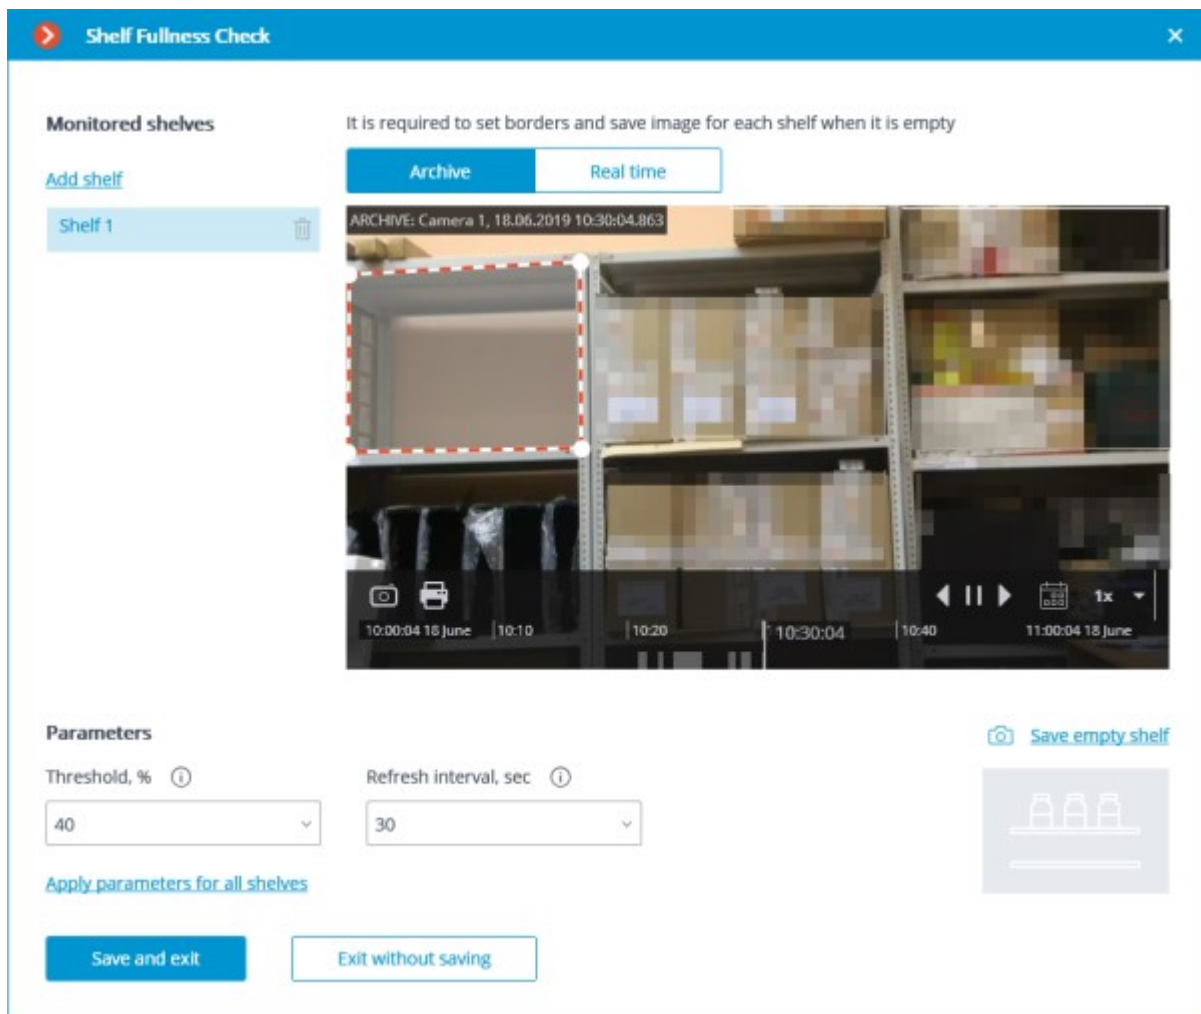 Shelf Fullness Check
Monitored shelves
It is required to set borders and save image for each shelf when it is empty
Add shelf
Archive
Real time
Shelf 1
ARCHIVE: Camera 1, 18.06.2019 10:30:04.863
1x
10:00:04 18 June
10:10
10:20
10:30:04
10:40
11:00:04 18 June
Parameters
Save empty shelf
Threshold, %
Refresh interval, sec
40
30
Apply parameters for all shelves
Save and exit
Exit without saving